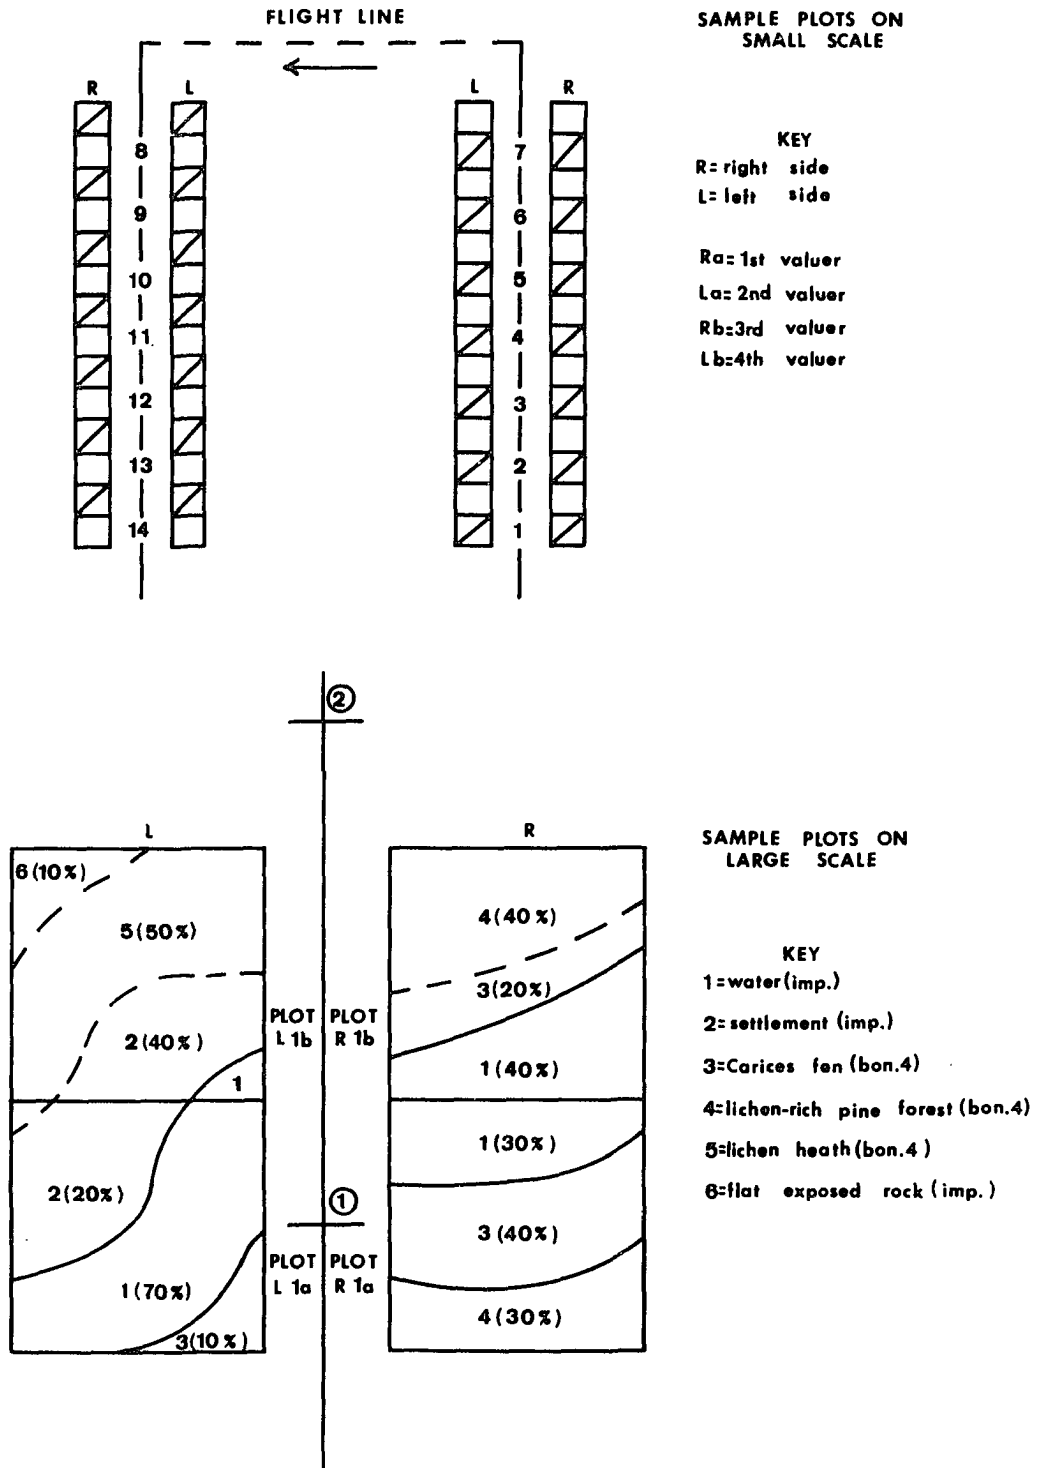 FLIGHT LINE
SAMPLE PLOTS ON
SMALL SCALE
R
L
L
R
8
9
10
11
12
13
14
7
6
5
4
3
2
1
KEY
R= right side
L= left side
Ra= 1st valuer
La= 2nd valuer
Rb=3rd valuer
Lb=4th valuer
2
1
L
6(10%)
5(50%)
2(40%)
1
2(20%)
1(70%)
3(10%)
PLOT
L 1b
PLOT
R 1b
PLOT
L 1a
PLOT
R 1a
R
4(40%)
3(20%)
1(40%)
1(30%)
3(40%)
4(30%)
SAMPLE PLOTS ON
LARGE SCALE
KEY
1=water(imp.)
2=settlement (imp.)
3=Carices fen (bon.4)
4=lichen-rich pine forest (bon.4)
5=lichen heath (bon.4)
6=flat exposed rock (imp.)